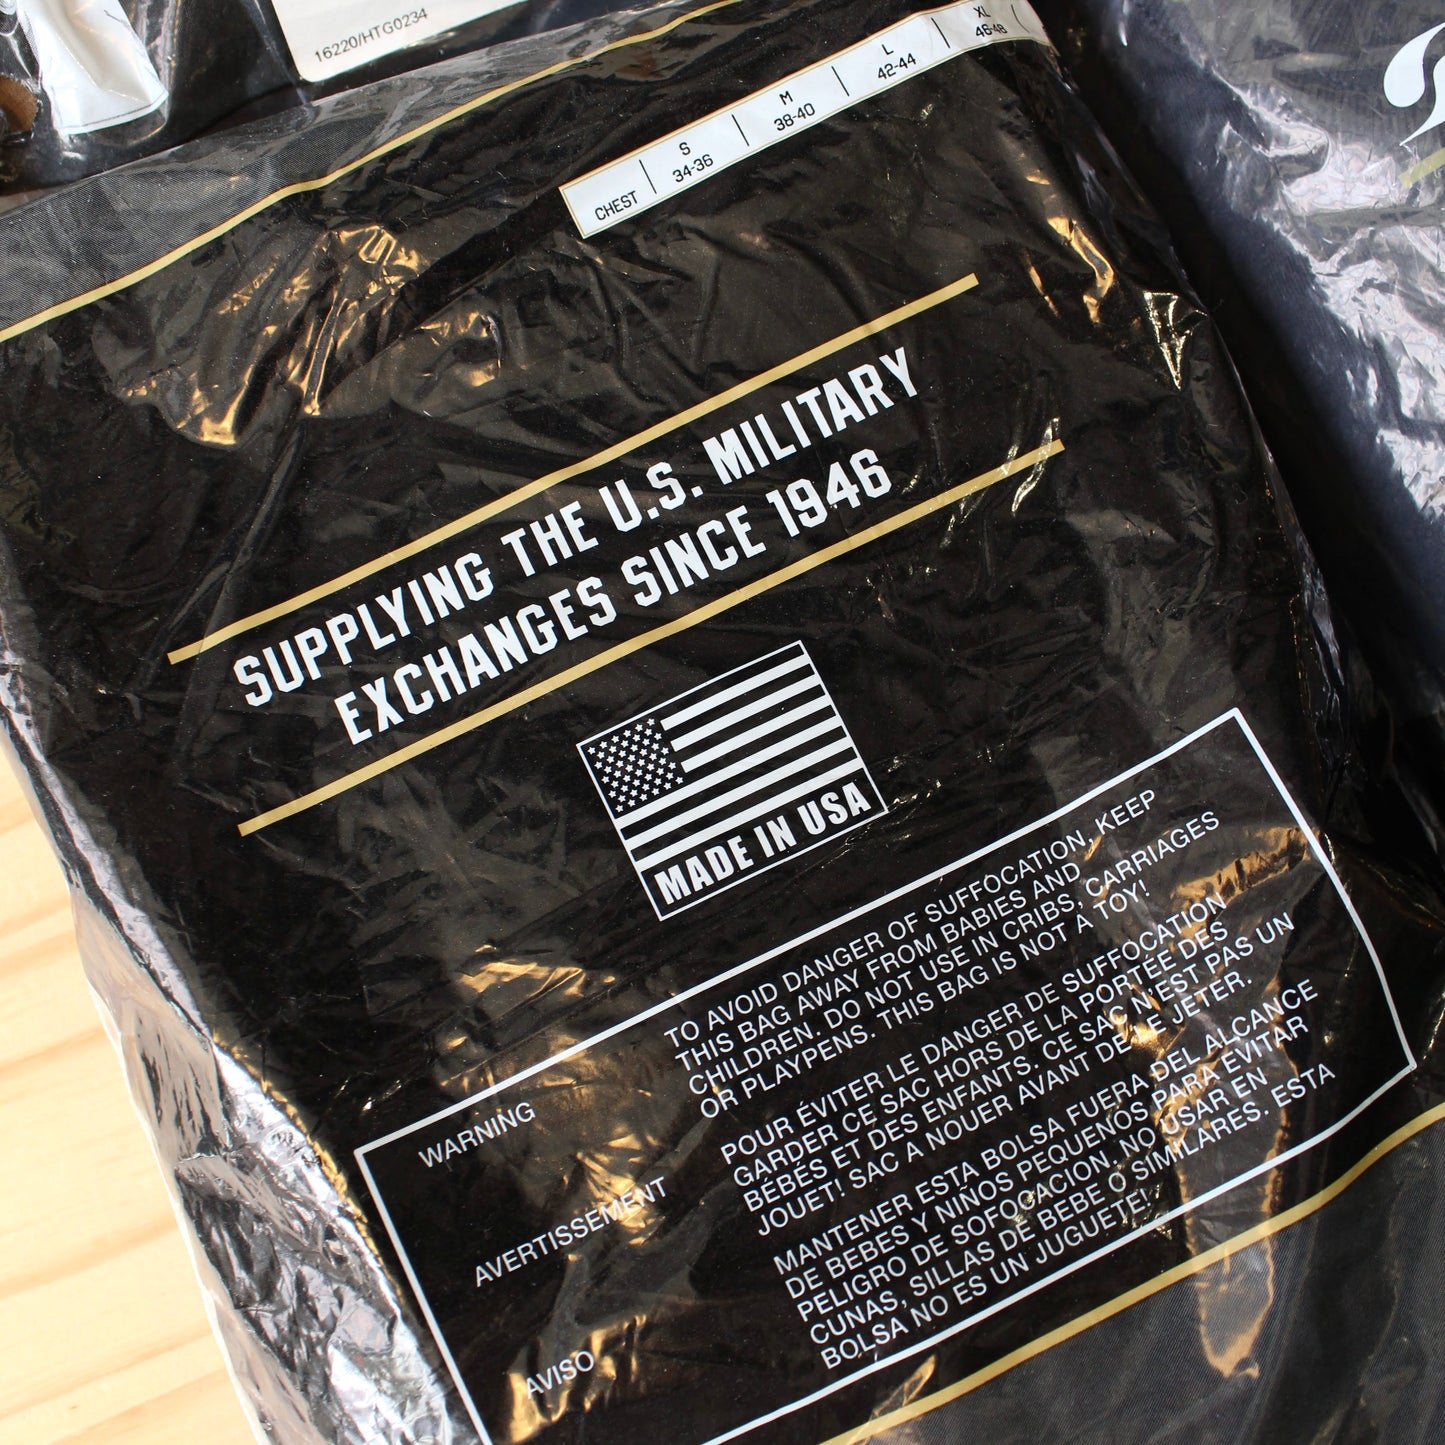 16220/HTG0234
CHEST S 34-36 M 38-40 L 42-44 XL 46-48
SUPPLYING THE U.S. MILITARY
EXCHANGES SINCE 1946
MADE IN USA
WARNING
TO AVOID DANGER OF SUFFOCATION, KEEP
THIS BAG AWAY FROM BABIES AND
CHILDREN. DO NOT USE IN CRIBS, CARRIAGES
OR PLAYPENS. THIS BAG IS NOT A TOY!
AVERTISSEMENT
POUR ÉVITER LE DANGER DE SUFFOCATION
GARDER CE SAC HORS DE LA PORTÉE DES
BÉBÉS ET DES ENFANTS. CE SAC N'EST PAS UN
JOUET! SAC A NOUER AVANT DE LE JETER.
AVISO
MANTENER ESTA BOLSA FUERA DEL ALCANCE
DE BEBES Y NIÑOS PEQUENOS PARA EVITAR
PELIGRO DE SOFOCACION, NO USAR EN
CUNAS, SILLAS DE BEBE O SIMILARES. ESTA
BOLSA NO ES UN JUGUETE!